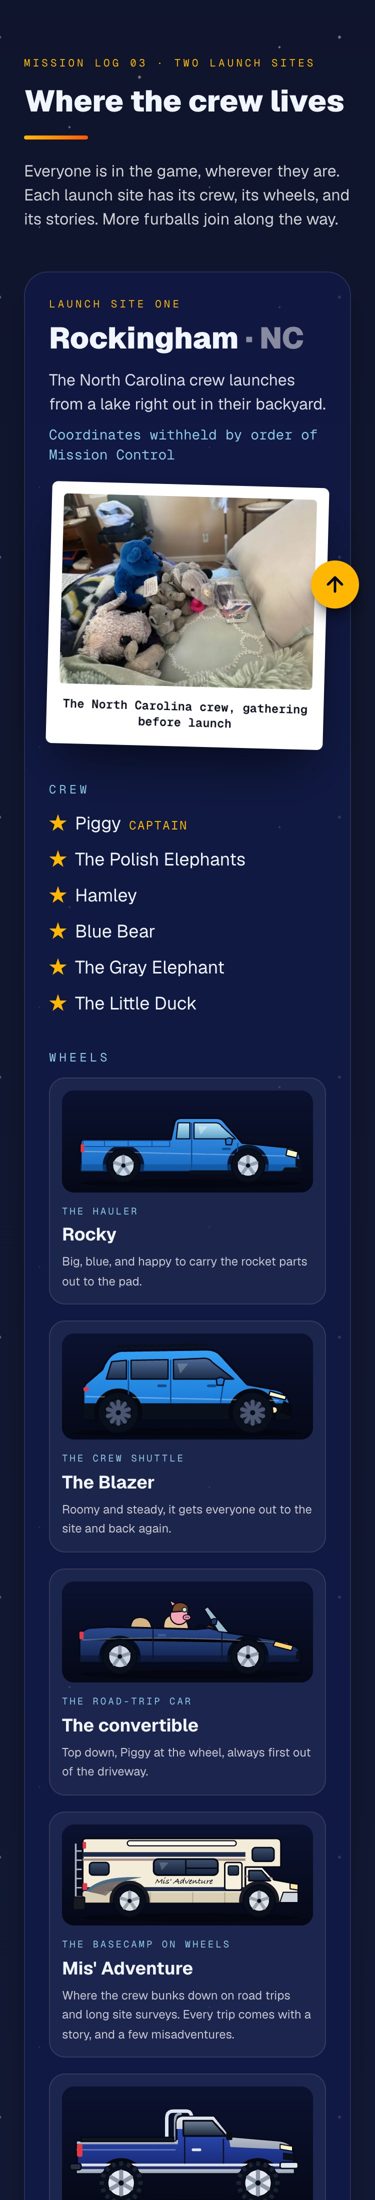 MISSION LOG 03 · TWO LAUNCH SITES
Where the crew lives
Everyone is in the game, wherever they are.
Each launch site has its crew, its wheels, and
its stories. More furballs join along the way.
LAUNCH SITE ONE
Rockingham · NC
The North Carolina crew launches
from a lake right out in their backyard.
Coordinates withheld by order of
Mission Control
The North Carolina crew, gathering
before launch
CREW
★ Piggy CAPTAIN
★ The Polish Elephants
★ Hamley
★ Blue Bear
★ The Gray Elephant
★ The Little Duck
WHEELS
THE HAULER
Rocky
Big, blue, and happy to carry the rocket parts
out to the pad.
THE CREW SHUTTLE
The Blazer
Roomy and steady, it gets everyone out to the
site and back again.
THE ROAD-TRIP CAR
The convertible
Top down, Piggy at the wheel, always first out
of the driveway.
Mis' Adventure
THE BASECAMP ON WHEELS
Mis' Adventure
Where the crew bunks down on road trips
and long site surveys. Every trip comes with a
story, and a few misadventures.